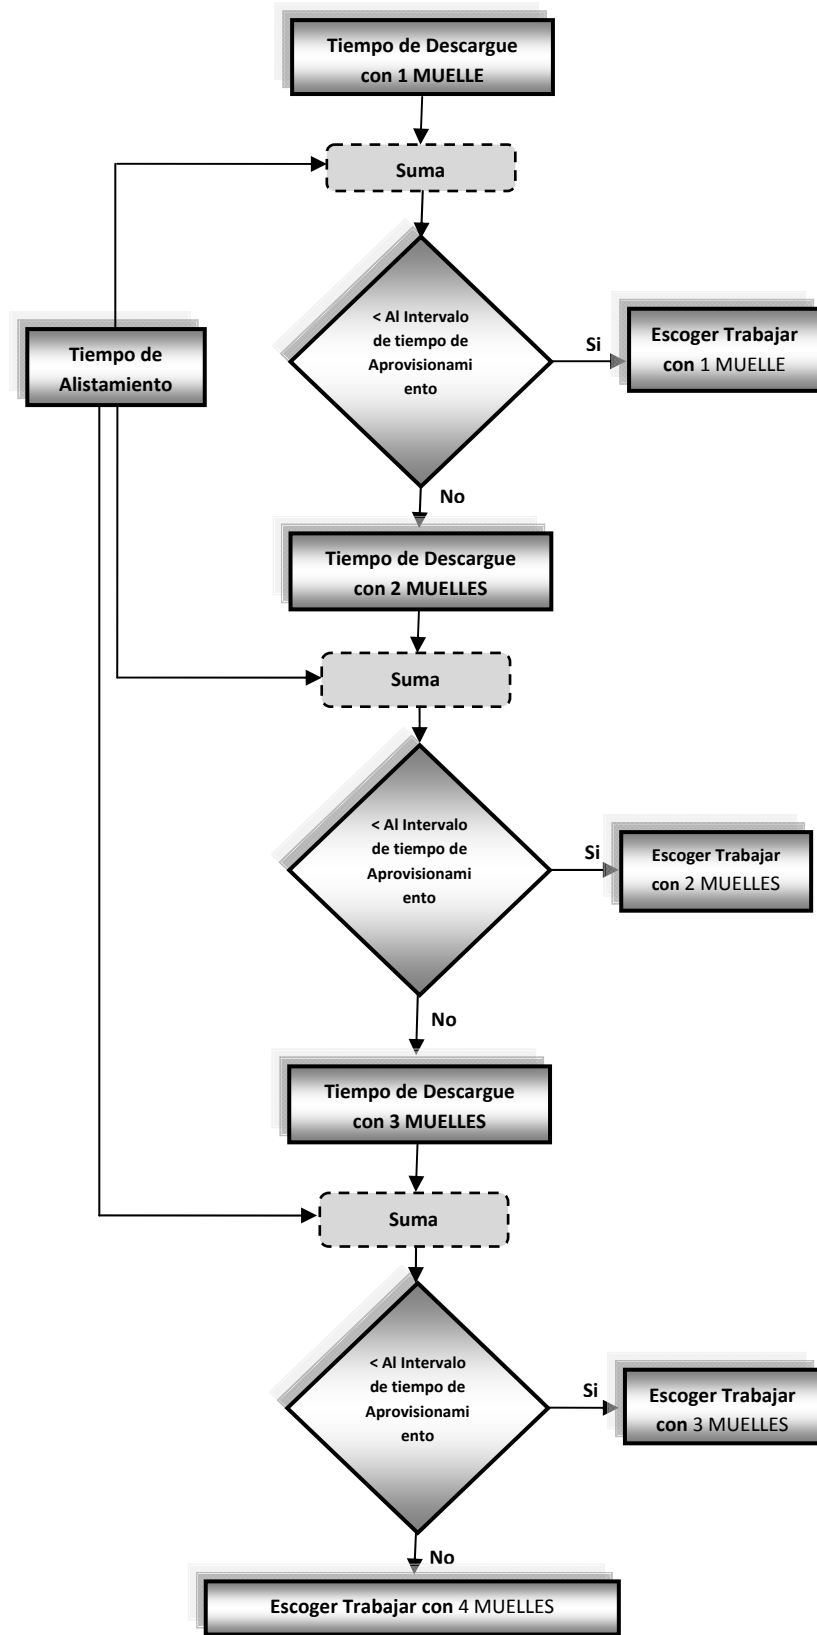 Tiempo de Descargue
con 1 MUELLE
Suma
< Al Intervalo
de tiempo de
Aprovisionami
ento
Si
Escoger Trabajar
con 1 MUELLE
Tiempo de
Alistamiento
No
Tiempo de Descargue
con 2 MUELLES
Suma
< Al Intervalo
de tiempo de
Aprovisionami
ento
Si
Escoger Trabajar
con 2 MUELLES
No
Tiempo de Descargue
con 3 MUELLES
Suma
< Al Intervalo
de tiempo de
Aprovisionami
ento
Si
Escoger Trabajar
con 3 MUELLES
No
Escoger Trabajar con 4 MUELLES